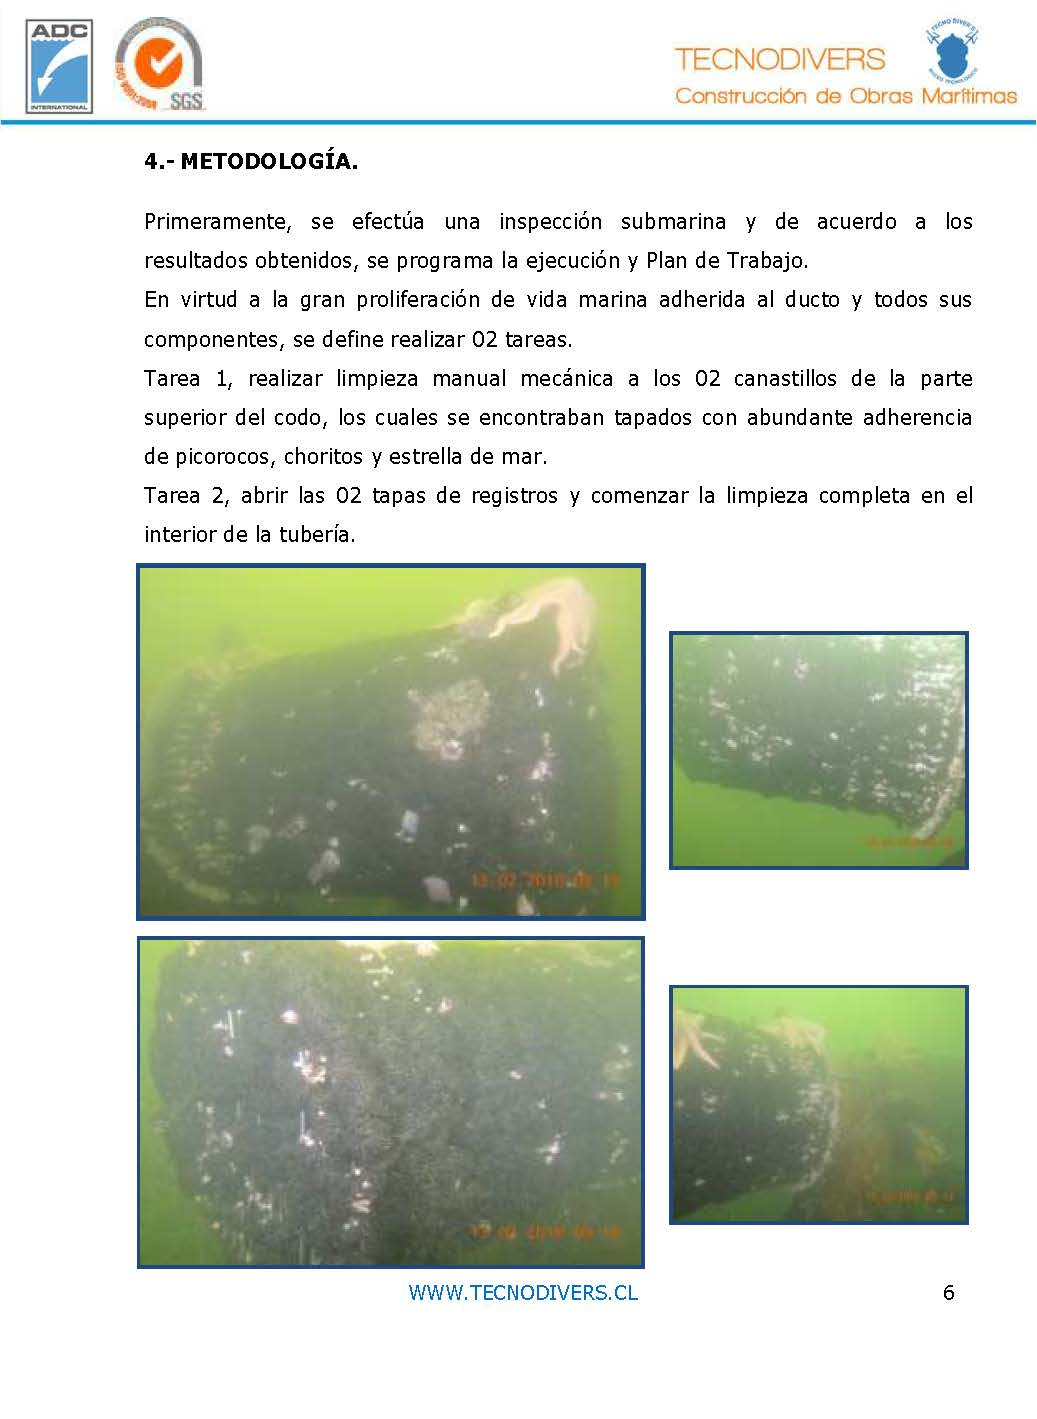 ADC
INTERNATIONAL
SGS
TECNODIVERS
Construcción de Obras Marítimas
4.- METODOLOGÍA.
Primeramente, se efectúa una inspección submarina y de acuerdo a los
resultados obtenidos, se programa la ejecución y Plan de Trabajo.
En virtud a la gran proliferación de vida marina adherida al ducto y todos sus
componentes, se define realizar 02 tareas.
Tarea 1, realizar limpieza manual mecánica a los 02 canastillos de la parte
superior del codo, los cuales se encontraban tapados con abundante adherencia
de picorocos, choritos y estrella de mar.
Tarea 2, abrir las 02 tapas de registros y comenzar la limpieza completa en el
interior de la tubería.
WWW.TECNODIVERS.CL
6